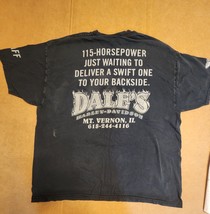 115-HORSEPOWER
JUST WAITING TO
DELIVER A SWIFT ONE
TO YOUR BACKSIDE.
DALE'S
HARLEY-DAVIDSON
MT. VERNON, IL
618-244-4116